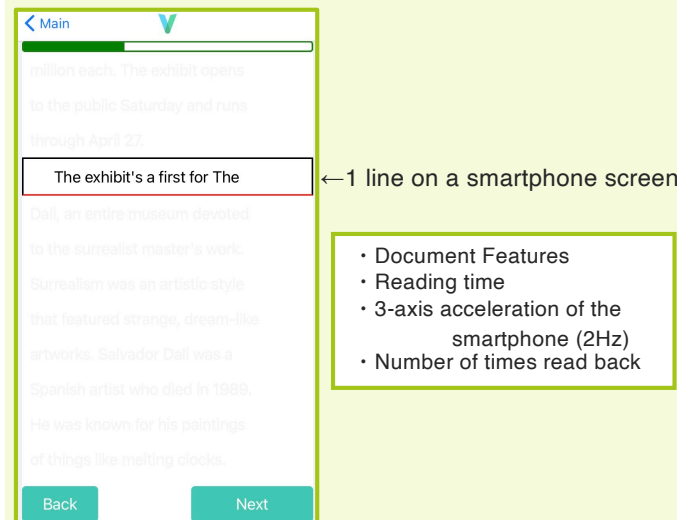 Main
million each. The exhibit opens
to the public Saturday and runs
through April 27.
The exhibit's a first for The
Dali, an entire museum devoted
to the surrealist master's work.
Surrealism was an artistic style
that featured strange, dream-like
artworks. Salvador Dali was a
Spanish artist who died in 1989.
He was known for his paintings
of things like melting clocks.
Back
Next
←1 line on a smartphone screen
・Document Features
・Reading time
・3-axis acceleration of the
smartphone (2Hz)
・Number of times read back